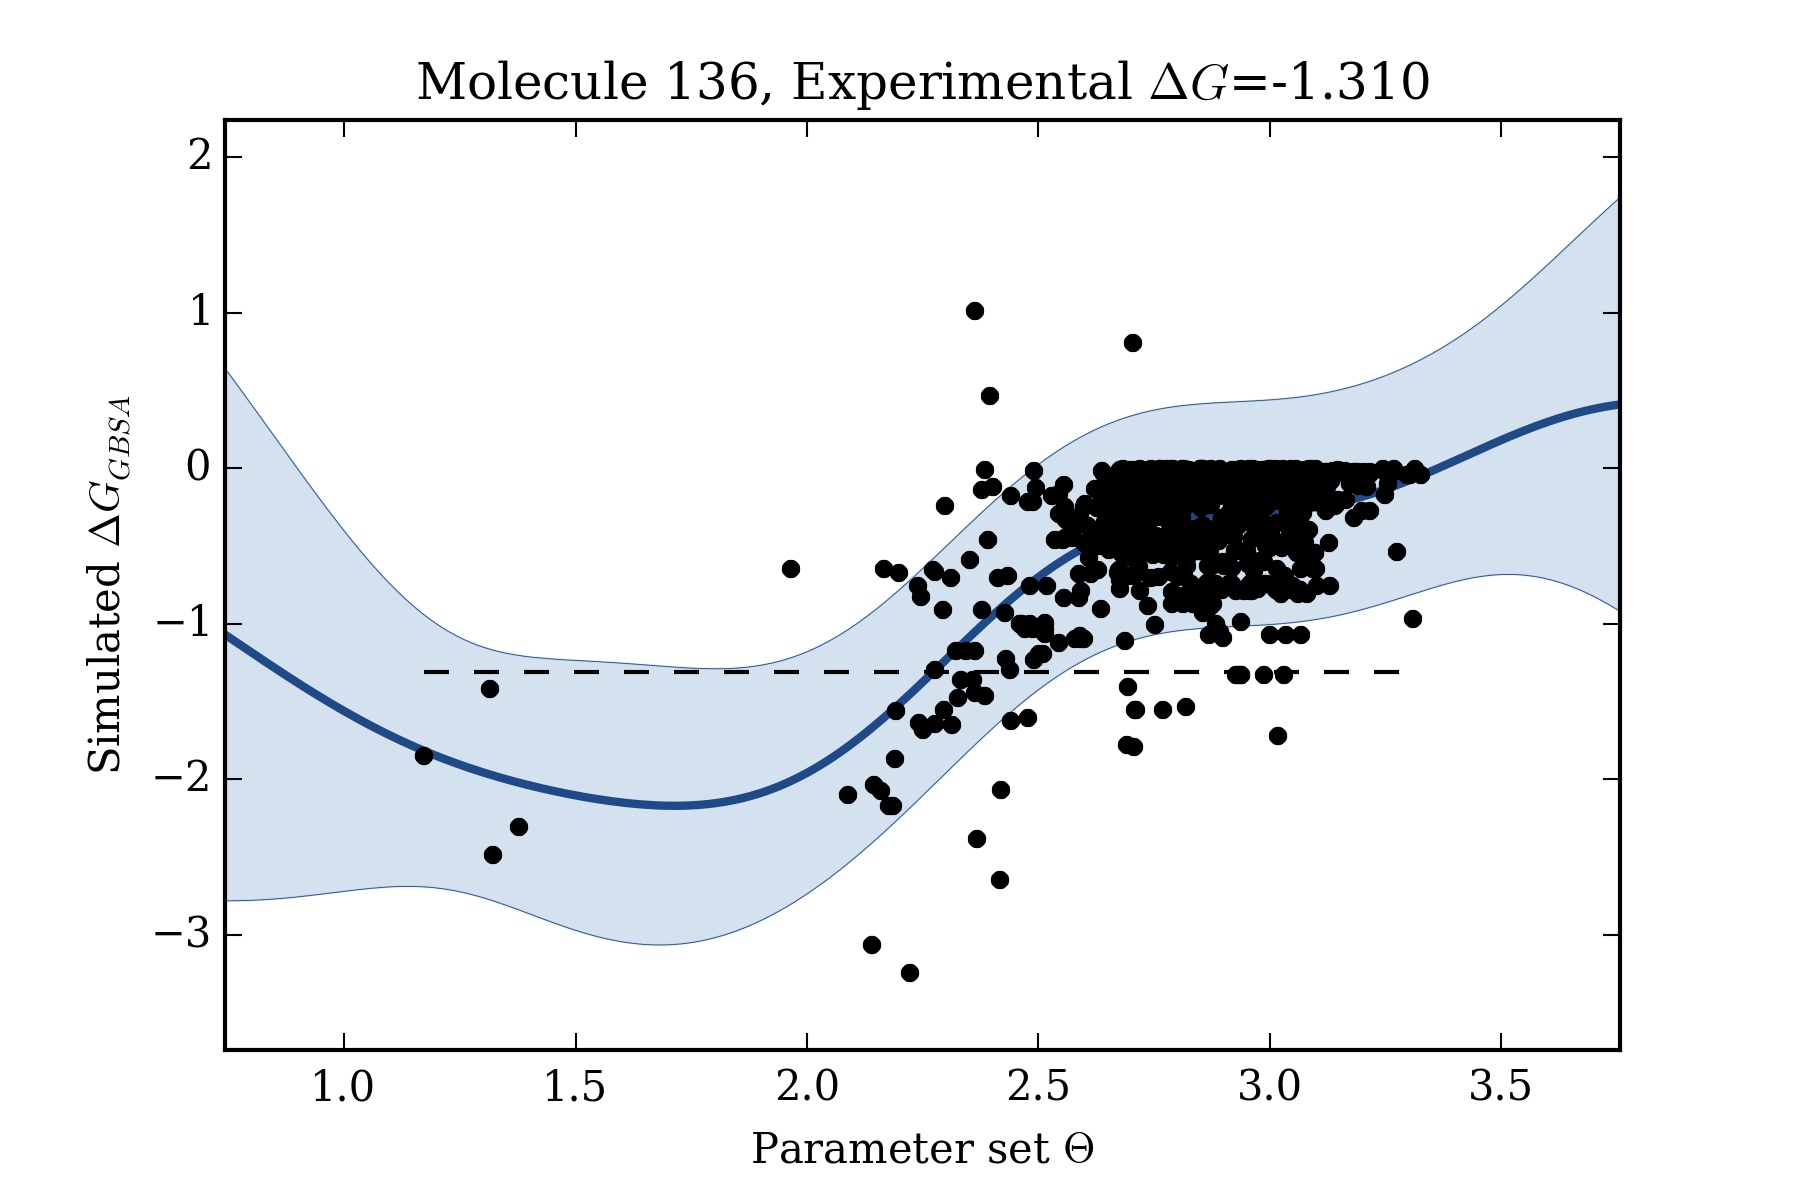 Molecule 136, Experimental ΔG=-1.310
Simulated ΔG_GBSA
2
1
0
−1
−2
−3
1.0 1.5 2.0 2.5 3.0 3.5
Parameter set Θ